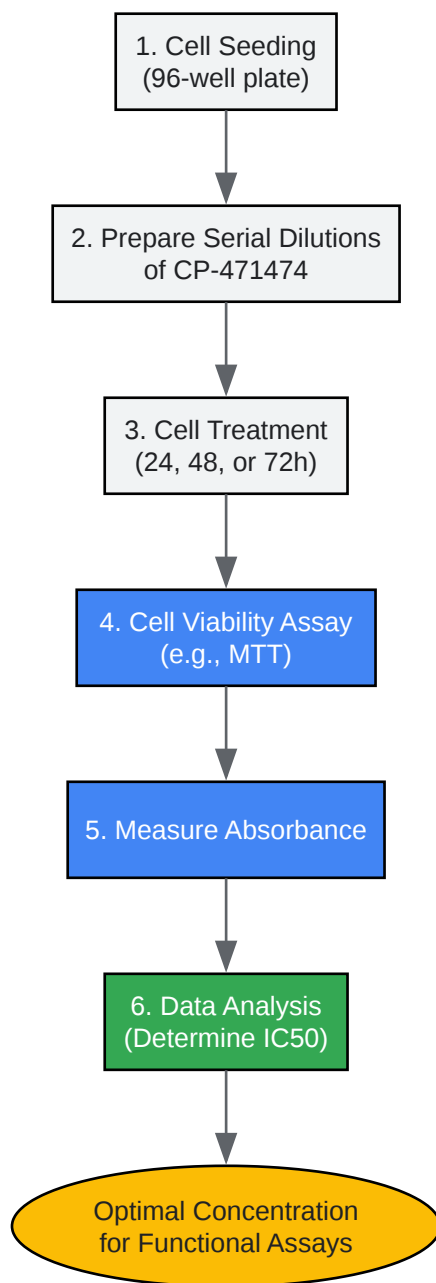 1. Cell Seeding
(96-well plate)
2. Prepare Serial Dilutions
of CP-471474
3. Cell Treatment
(24, 48, or 72h)
4. Cell Viability Assay
(e.g., MTT)
5. Measure Absorbance
6. Data Analysis
(Determine IC50)
Optimal Concentration
for Functional Assays